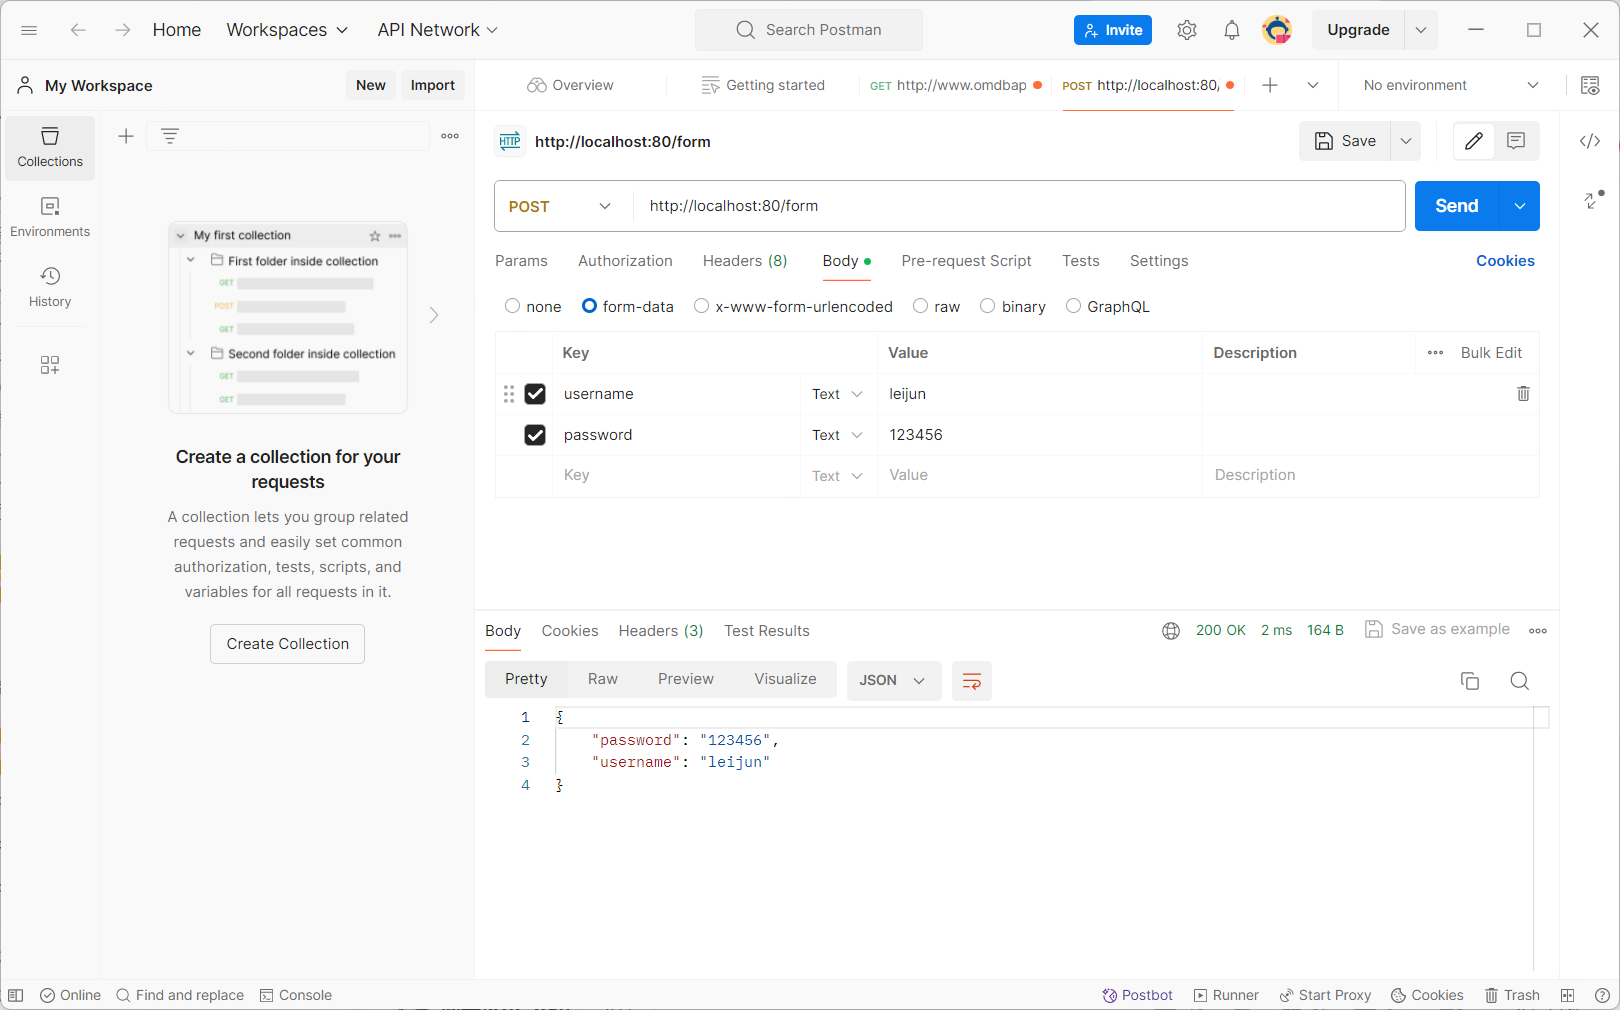 Home Workspaces API Network Search Postman Invite Upgrade
My Workspace New Import Overview Getting started GET http://www.omdbap POST http://localhost:80/ No environment
Collections
Environments
History
My first collection
First folder inside collection
GET
POST
GET
Second folder inside collection
GET
GET
Create a collection for your
requests
A collection lets you group related
requests and easily set common
authorization, tests, scripts, and
variables for all requests in it.
Create Collection
HTTP http://localhost:80/form Save
POST http://localhost:80/form Send
Params Authorization Headers (8) Body Pre-request Script Tests Settings Cookies
none form-data x-www-form-urlencoded raw binary GraphQL
Key Value Description Bulk Edit
username Text leijun
password Text 123456
Key Text Value Description
Body Cookies Headers (3) Test Results 200 OK 2 ms 164 B Save as example
Pretty Raw Preview Visualize JSON
1 {
2 "password": "123456",
3 "username": "leijun"
4 }
Online Find and replace Console Postbot Runner Start Proxy Cookies Trash